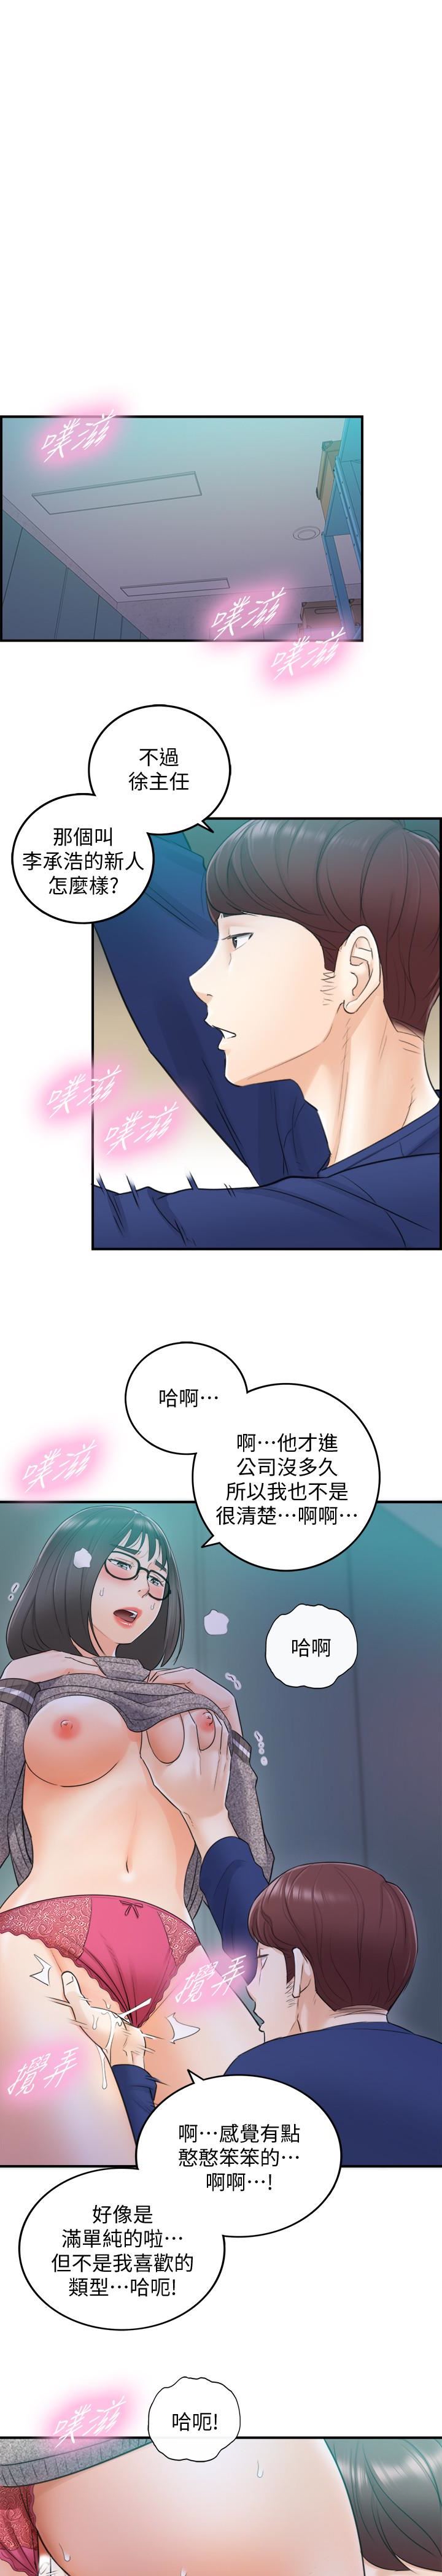 噗滋
噗滋
噗滋
不過
徐主任
那個叫
李承浩的新人
怎麼樣?
噗滋
噗滋
哈啊…
啊…他才進
公司沒多久
所以我也不是
很清楚…啊啊…
噗滋
哈啊
攪弄
攪弄
啊…感覺有點
憨憨笨笨的…
啊啊…!
好像是
滿單純的啦…
但不是我喜歡的
類型…哈呃!
噗滋
哈呃!